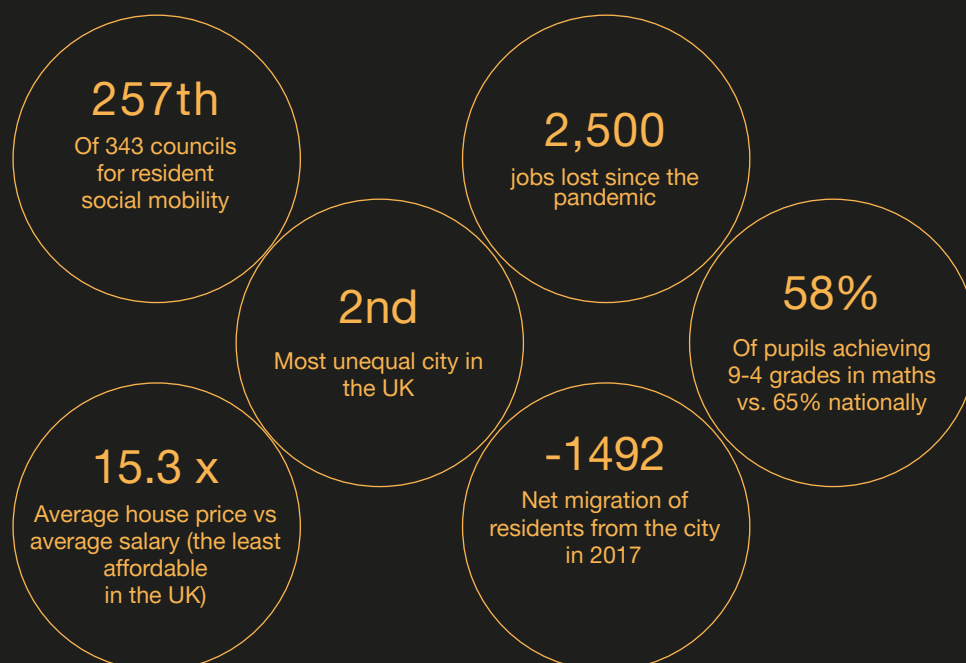 257th
Of 343 councils
for resident
social mobility
2,500
jobs lost since the
pandemic
2nd
Most unequal city in
the UK
58%
Of pupils achieving
9-4 grades in maths
vs. 65% nationally
15.3 x
Average house price vs
average salary (the least
affordable
in the UK)
-1492
Net migration of
residents from the city
in 2017